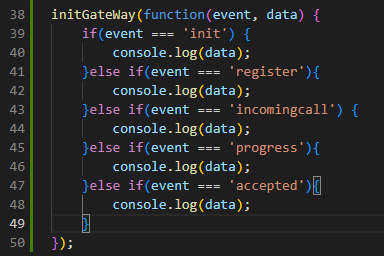 38 initGateWay(function(event, data) {
39     if(event === 'init') {
40         console.log(data);
41     }else if(event === 'register'){
42         console.log(data);
43     }else if(event === 'incomingcall') {
44         console.log(data);
45     }else if(event === 'progress'){
46         console.log(data);
47     }else if(event === 'accepted'){
48         console.log(data);
49     }
50 });